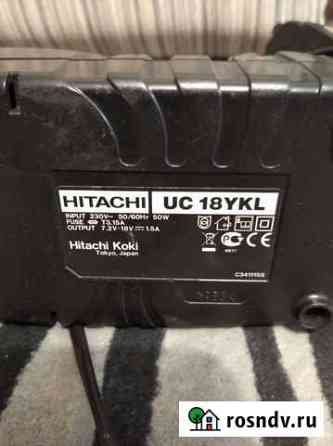 HITACHI UC 18YKL
INPUT 230V~ 50/60Hz 50W
FUSE T3.15A
OUTPUT 7.2V-18V 1.5A
Hitachi Koki
Tokyo, Japan
rosndv.ru